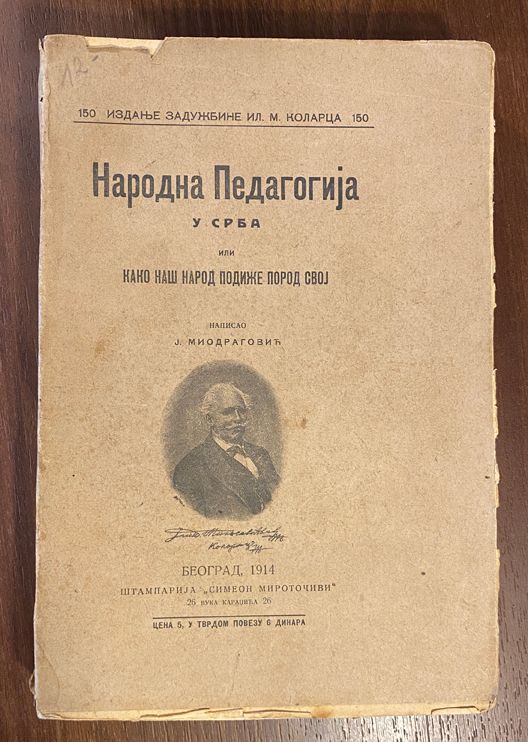 12-
150 ИЗДАЊЕ ЗАДУЖБИНЕ ИЛ. М. КОЛАРЦА 150
Народна Педагогија
У СРБА
ИЛИ
КАКО НАШ НАРОД ПОДИЖЕ ПОРОД СВОЈ
НАПИСАО
Ј. МИОДРАГОВИЋ
БЕОГРАД, 1914
ШТАМПАРИЈА „СИМЕОН МИРОТОЧИВИ"
26 ВУКА КАРАЏИЋА 26
ЦЕНА 5, У ТВРДОМ ПОВЕЗУ 6 ДИНАРА